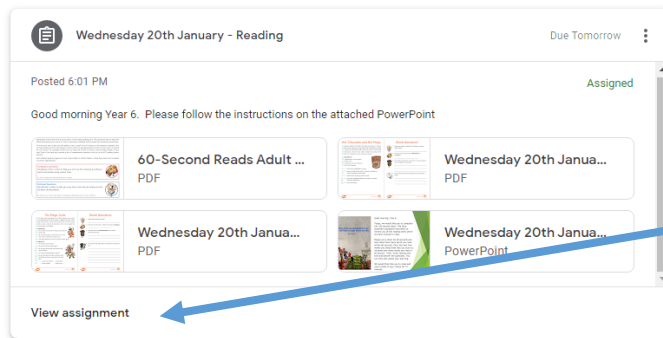 Wednesday 20th January - Reading
Due Tomorrow
Posted 6:01 PM
Assigned
Good morning Year 6. Please follow the instructions on the attached PowerPoint
60-Second Reads Adult ...
PDF
Wednesday 20th Janua...
PDF
Wednesday 20th Janua...
PDF
Wednesday 20th Janua...
PowerPoint
View assignment